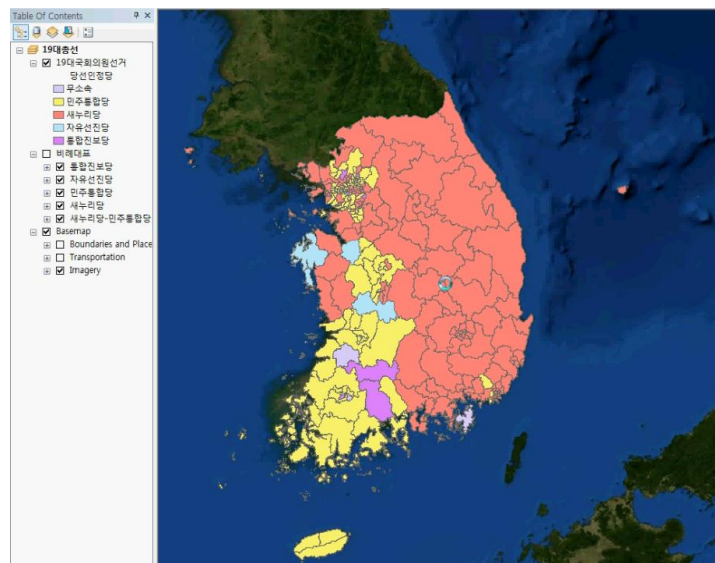 Table Of Contents
19대총선
19대국회의원선거
당선인정당
무소속
민주통합당
새누리당
자유선진당
통합진보당
비례대표
통합진보당
자유선진당
민주통합당
새누리당
새누리당-민주통합당
Basemap
Boundaries and Place
Transportation
Imagery